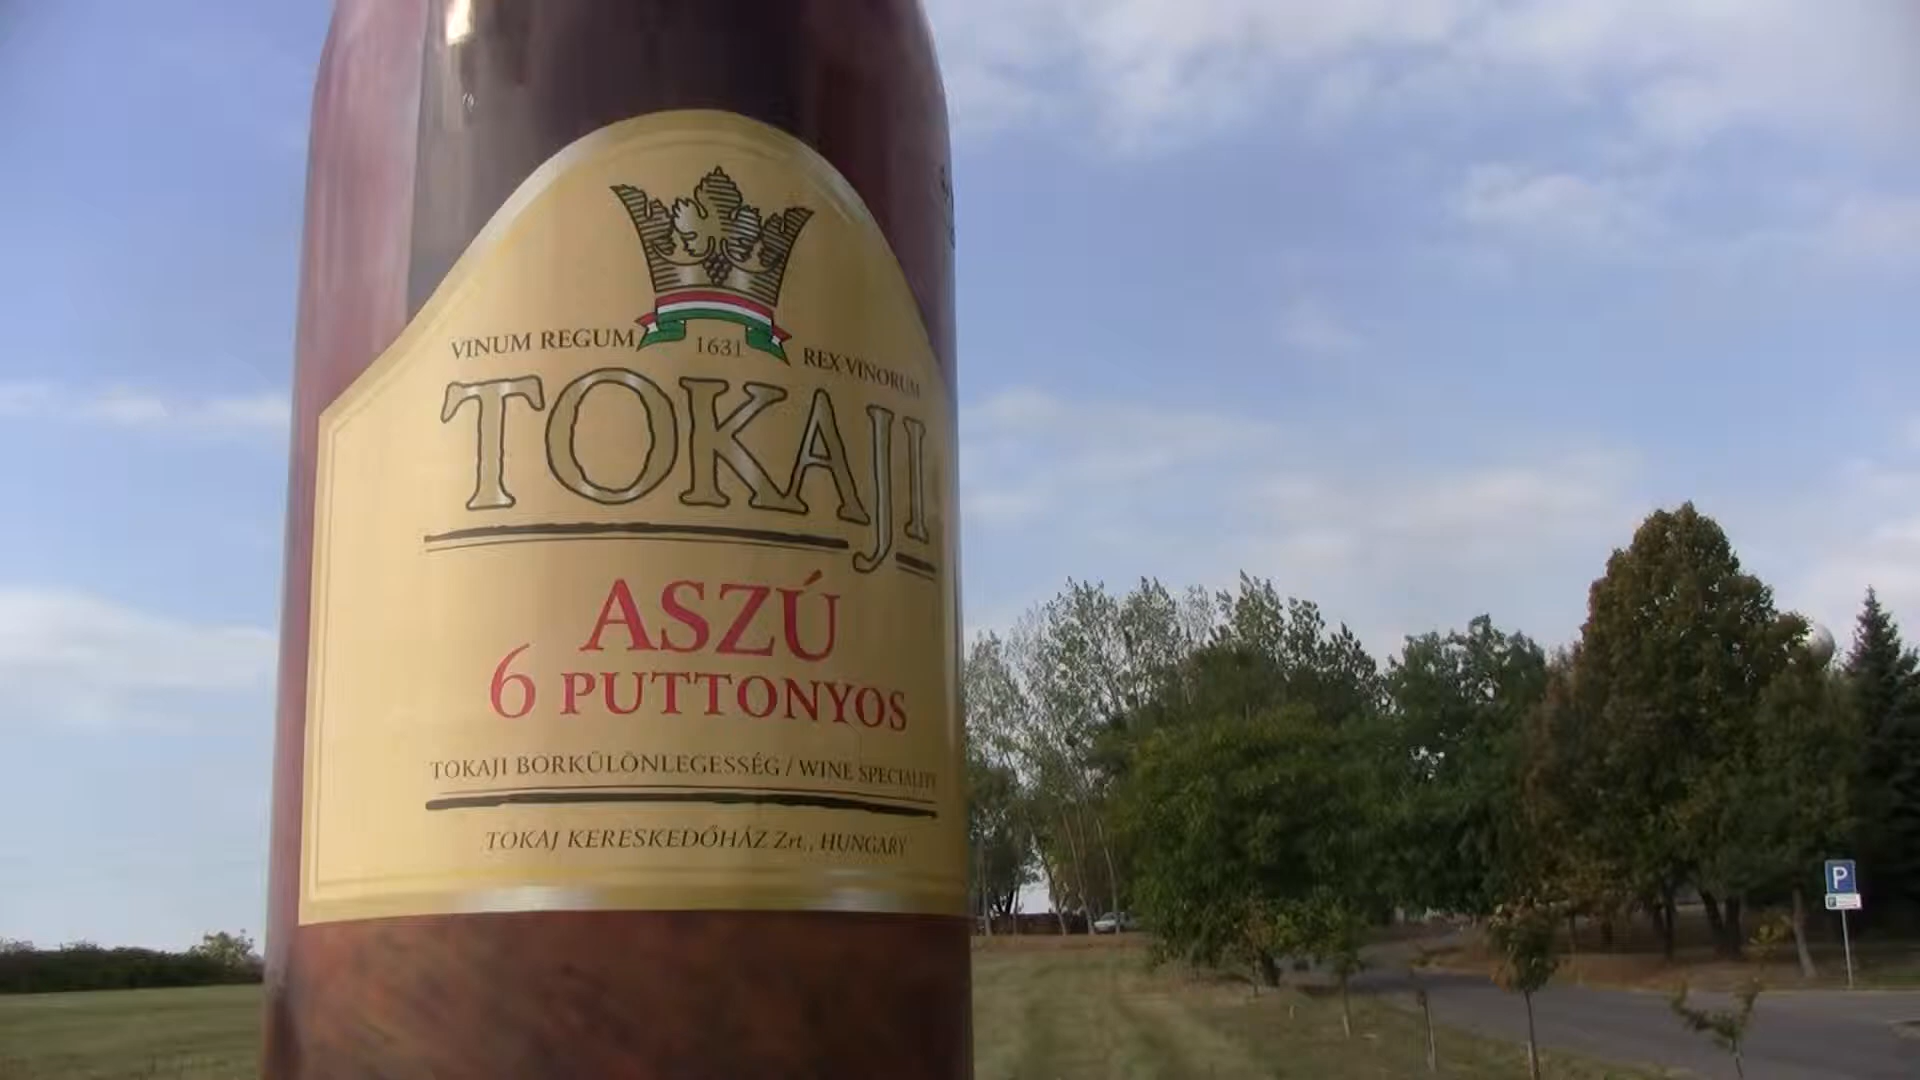 VINUM REGUM 1631 REX VINORUM
TOKAJI
ASZÚ
6 PUTTONYOS
TOKAJI BORKÜLÖNLEGESSÉG / WINE SPECIALITY
TOKAJ KERESKEDŐHÁZ Zrt., HUNGARY
P